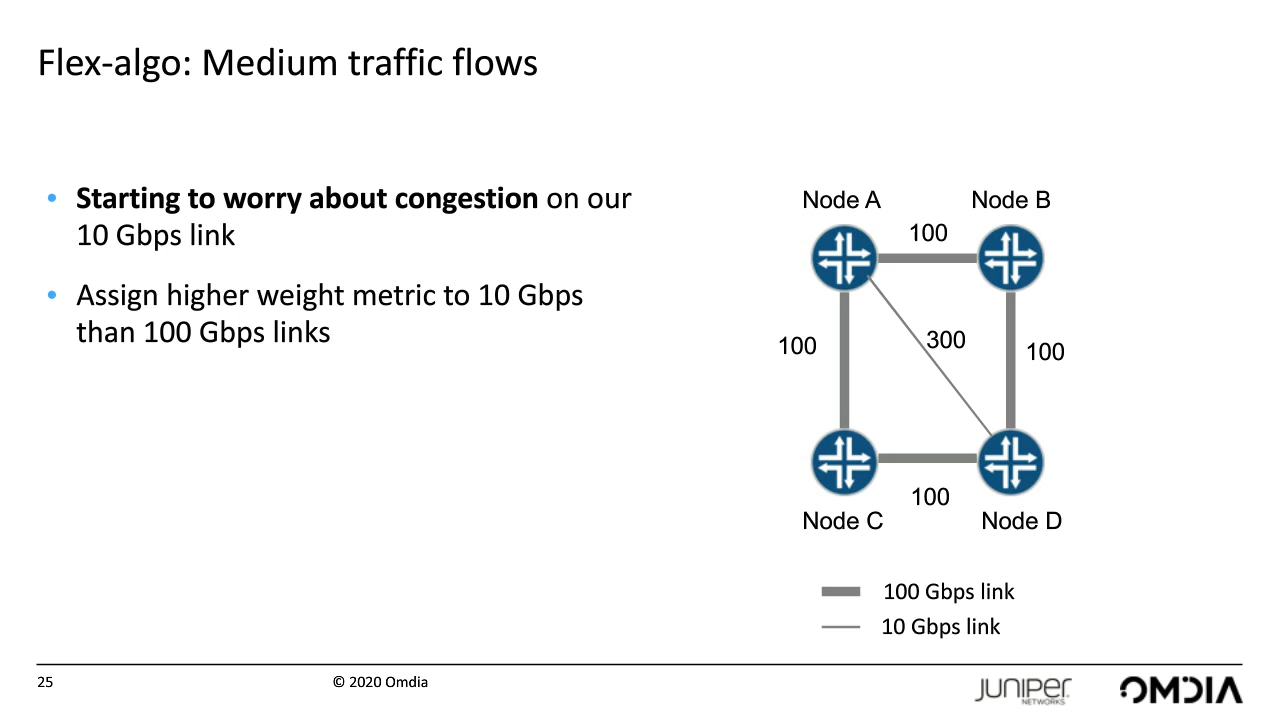 Flex-algo: Medium traffic flows
• Starting to worry about congestion on our
10 Gbps link
• Assign higher weight metric to 10 Gbps
than 100 Gbps links
Node A
Node B
100
100
300
100
100
Node C
Node D
100 Gbps link
10 Gbps link
25
© 2020 Omdia
JUNIPER
NETWORKS
OMDIA